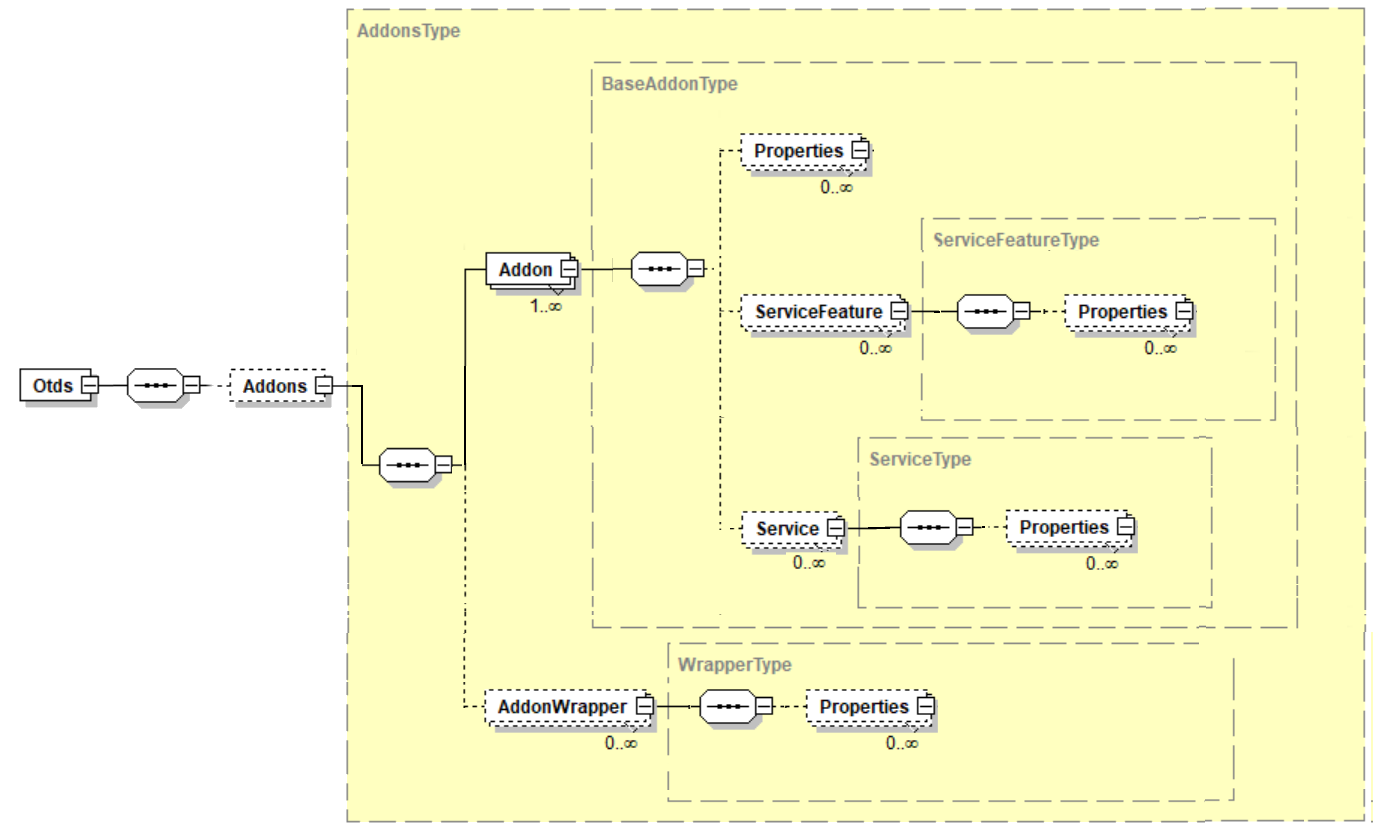 AddonsType
BaseAddonType
Properties
0..∞
ServiceFeatureType
Addon
1..∞
ServiceFeature
0..∞
Properties
0..∞
Otds
Addons
ServiceType
Service
0..∞
Properties
0..∞
WrapperType
AddonWrapper
0..∞
Properties
0..∞